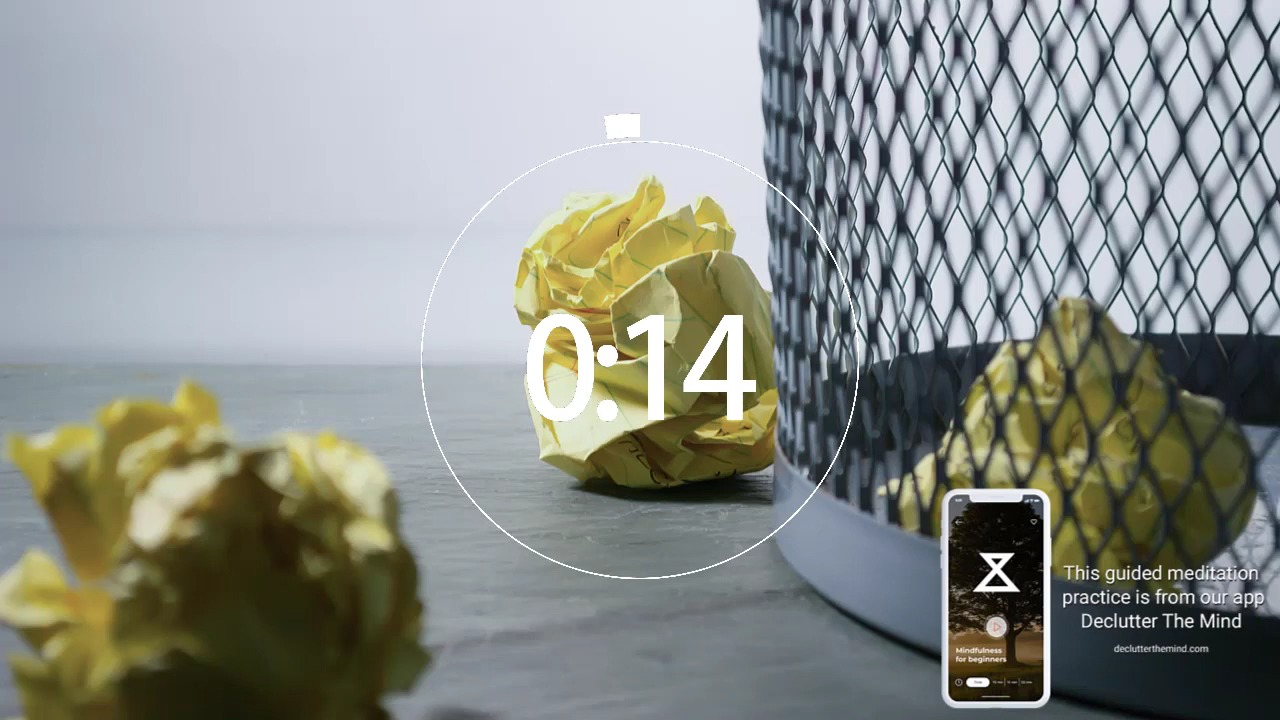 0:14
This guided meditation
practice is from our app
Declutter The Mind
declutterthemind.com
Mindfulness
for beginners